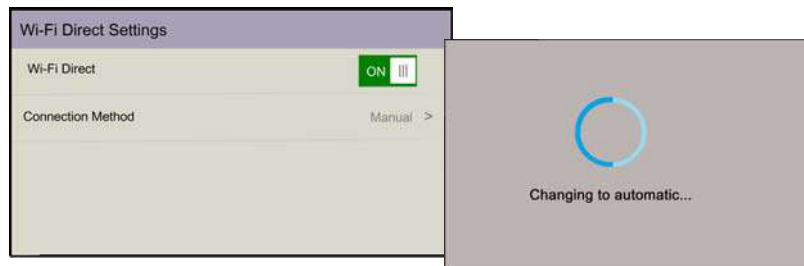 Wi-Fi Direct Settings
Wi-Fi Direct ON
Connection Method Manual >
Changing to automatic...